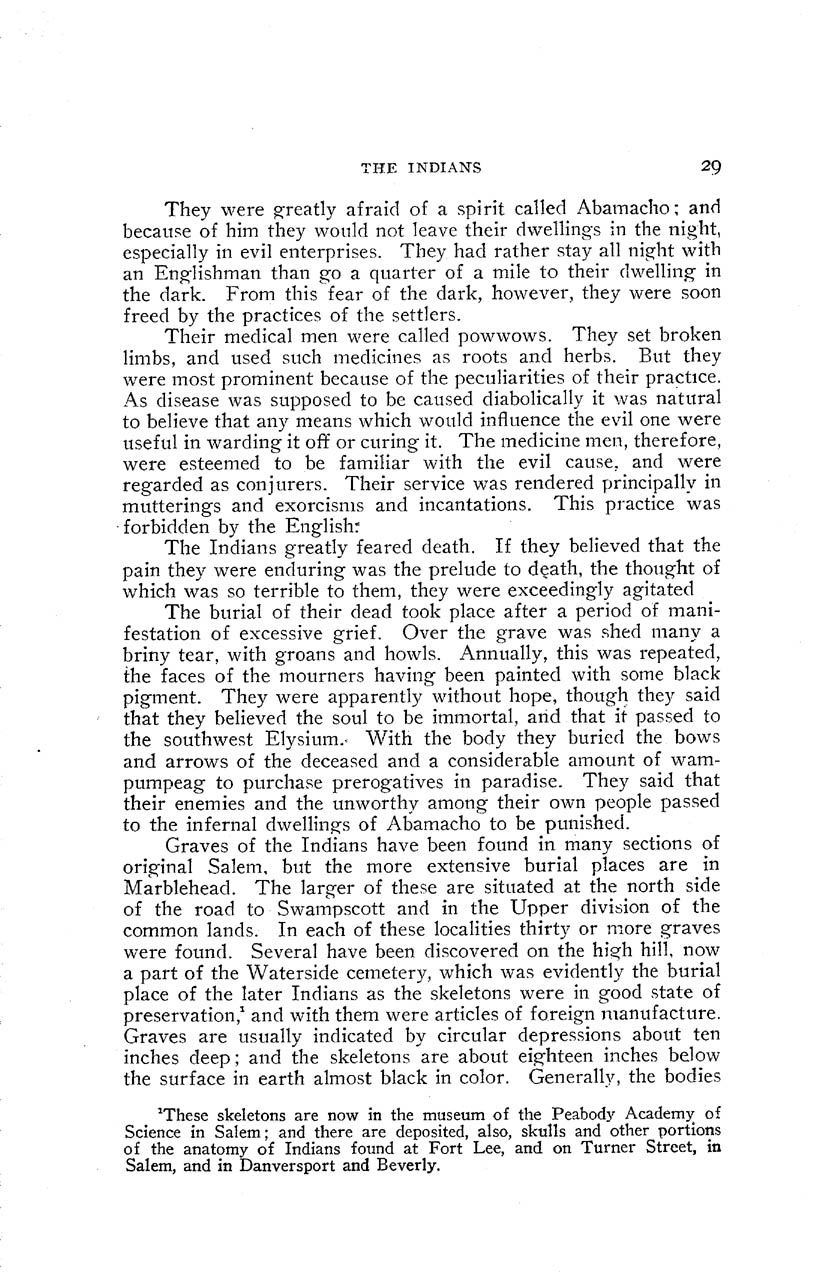 THE INDIANS 29
They were greatly afraid of a spirit called Abamacho; and
because of him they would not leave their dwellings in the night,
especially in evil enterprises. They had rather stay all night with
an Englishman than go a quarter of a mile to their dwelling in
the dark. From this fear of the dark, however, they were soon
freed by the practices of the settlers.
Their medical men were called powwows. They set broken
limbs, and used such medicines as roots and herbs. But they
were most prominent because of the peculiarities of their practice.
As disease was supposed to be caused diabolically it was natural
to believe that any means which would influence the evil one were
useful in warding it off or curing it. The medicine men, therefore,
were esteemed to be familiar with the evil cause, and were
regarded as conjurers. Their service was rendered principally in
mutterings and exorcisms and incantations. This practice was
forbidden by the English:
The Indians greatly feared death. If they believed that the
pain they were enduring was the prelude to death, the thought of
which was so terrible to them, they were exceedingly agitated
The burial of their dead took place after a period of mani-
festation of excessive grief. Over the grave was shed many a
briny tear, with groans and howls. Annually, this was repeated,
the faces of the mourners having been painted with some black
pigment. They were apparently without hope, though they said
that they believed the soul to be immortal, and that it passed to
the southwest Elysium. With the body they buried the bows
and arrows of the deceased and a considerable amount of wam-
pumpeag to purchase prerogatives in paradise. They said that
their enemies and the unworthy among their own people passed
to the infernal dwellings of Abamacho to be punished.
Graves of the Indians have been found in many sections of
original Salem, but the more extensive burial places are in
Marblehead. The larger of these are situated at the north side
of the road to Swampscott and in the Upper division of the
common lands. In each of these localities thirty or more graves
were found. Several have been discovered on the high hill, now
a part of the Waterside cemetery, which was evidently the burial
place of the later Indians as the skeletons were in good state of
preservation,¹ and with them were articles of foreign manufacture.
Graves are usually indicated by circular depressions about ten
inches deep; and the skeletons are about eighteen inches below
the surface in earth almost black in color. Generally, the bodies
¹These skeletons are now in the museum of the Peabody Academy of
Science in Salem; and there are deposited, also, skulls and other portions
of the anatomy of Indians found at Fort Lee, and on Turner Street, in
Salem, and in Danversport and Beverly.